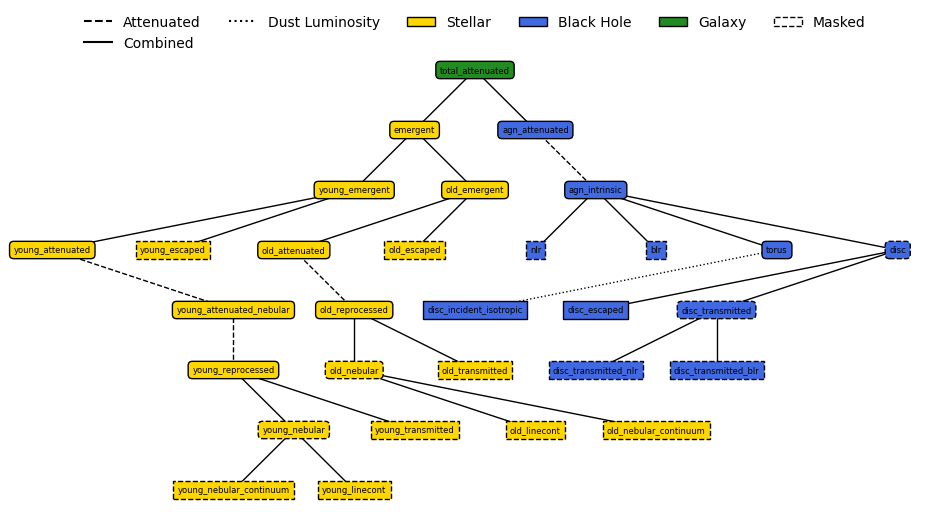 Attenuated Dust Luminosity Stellar Black Hole Galaxy Masked
Combined
total_attenuated
emergent agn_attenuated
young_emergent old_emergent agn_intrinsic
young_attenuated young_escaped old_attenuated old_escaped nlr blr torus disc
young_attenuated_nebular old_reprocessed disc_incident_isotropic disc_escaped disc_transmitted
young_reprocessed old_nebular old_transmitted disc_transmitted_nlr disc_transmitted_blr
young_nebular young_transmitted old_linecont old_nebular_continuum
young_nebular_continuum young_linecont